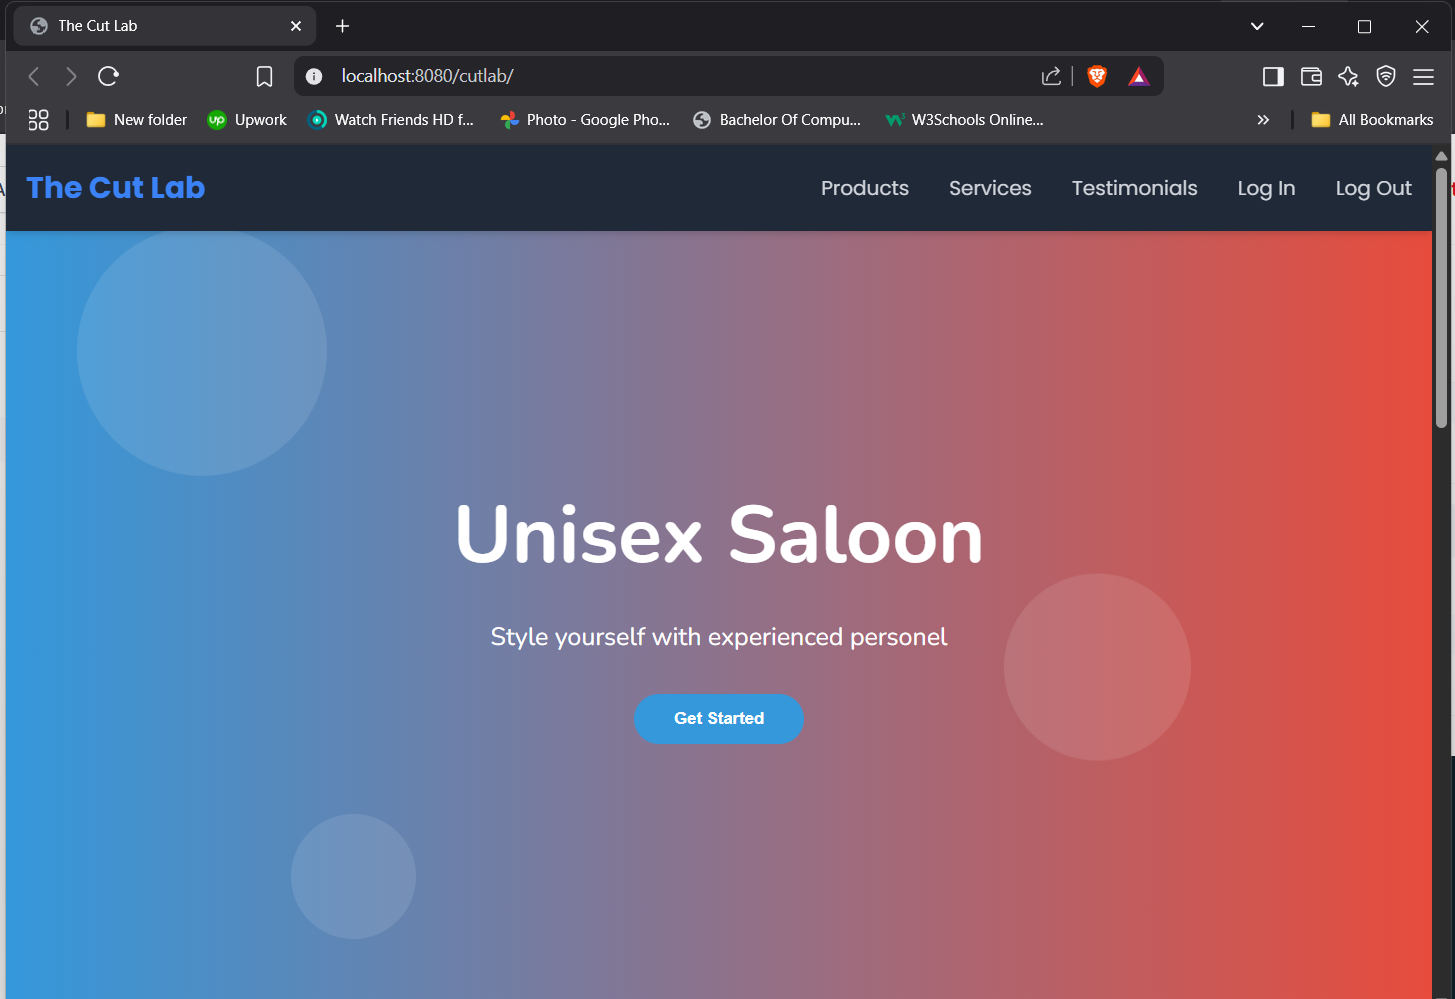 The Cut Lab
localhost:8080/cutlab/
New folder
up
Upwork
Watch Friends HD f...
Photo - Google Pho...
Bachelor Of Compu...
W3Schools Online...
All Bookmarks
The Cut Lab
Products
Services
Testimonials
Log In
Log Out
Unisex Saloon
Style yourself with experienced personel
Get Started